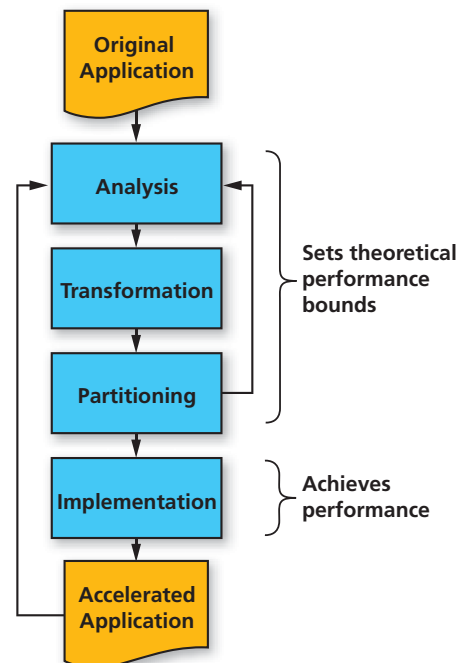 Original
Application
Analysis
Transformation
Sets theoretical
performance
bounds
Partitioning
Implementation
Achieves
performance
Accelerated
Application